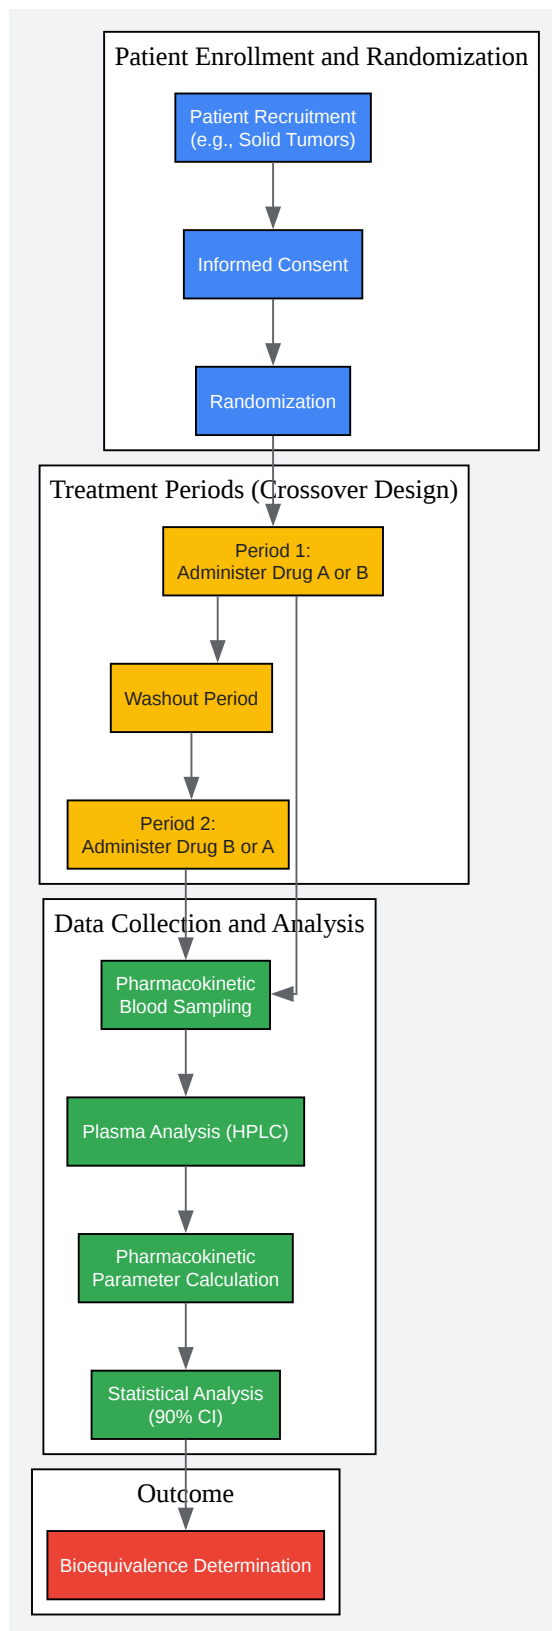 Patient Enrollment and Randomization
Patient Recruitment
(e.g., Solid Tumors)
Informed Consent
Randomization
Treatment Periods (Crossover Design)
Period 1:
Administer Drug A or B
Washout Period
Period 2:
Administer Drug B or A
Data Collection and Analysis
Pharmacokinetic
Blood Sampling
Plasma Analysis (HPLC)
Pharmacokinetic
Parameter Calculation
Statistical Analysis
(90% CI)
Outcome
Bioequivalence Determination